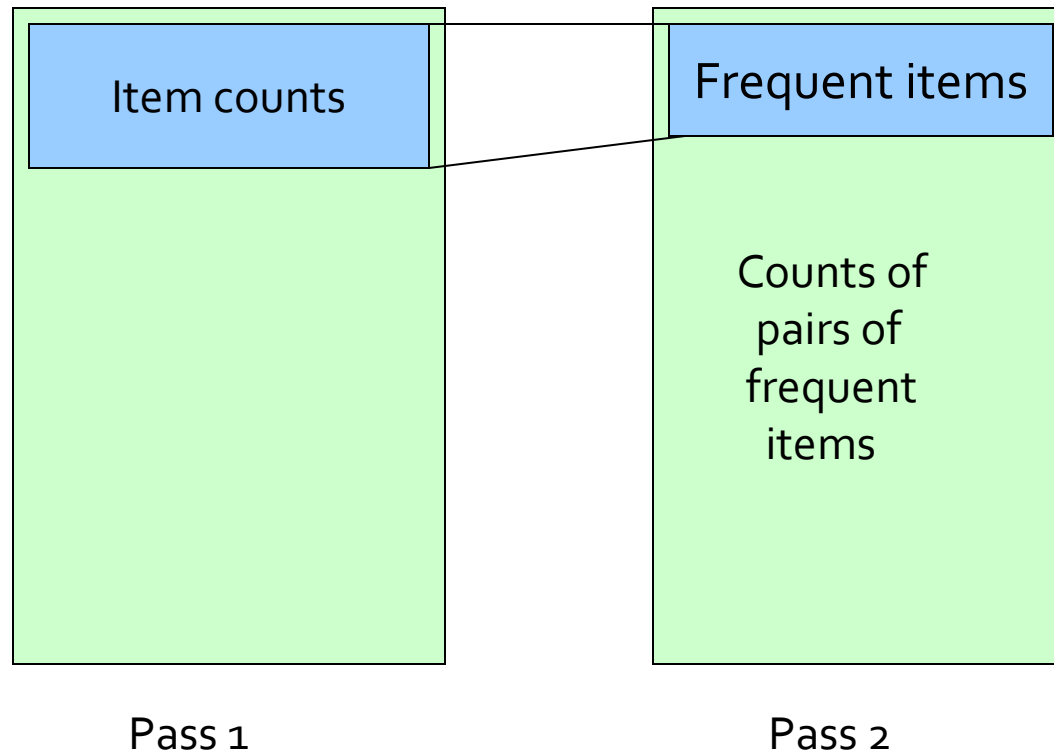 Item counts
Frequent items
Counts of
pairs of
frequent
items
Pass 1
Pass 2